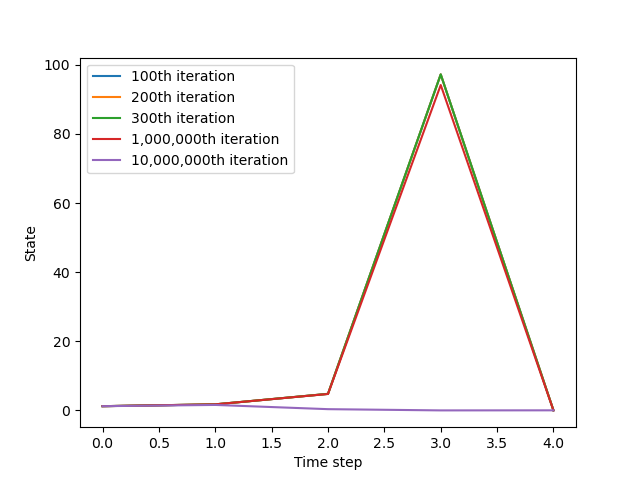 100
80
60
40
20
0
State
100th iteration
200th iteration
300th iteration
1,000,000th iteration
10,000,000th iteration
0.0 0.5 1.0 1.5 2.0 2.5 3.0 3.5 4.0
Time step